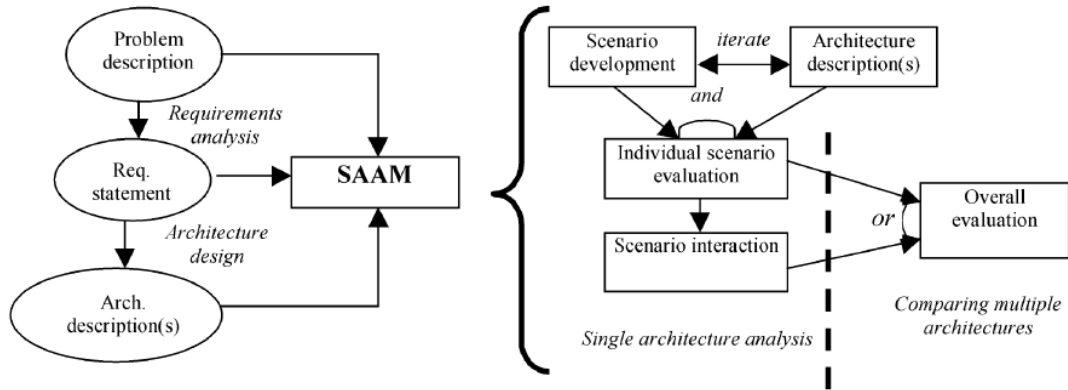 Problem
description
Requirements
analysis
Req.
statement
SAAM
Architecture
design
Arch.
description(s)
Scenario
development
iterate
Architecture
description(s)
and
Individual scenario
evaluation
Overall
evaluation
or
Scenario interaction
Single architecture analysis
Comparing multiple
architectures